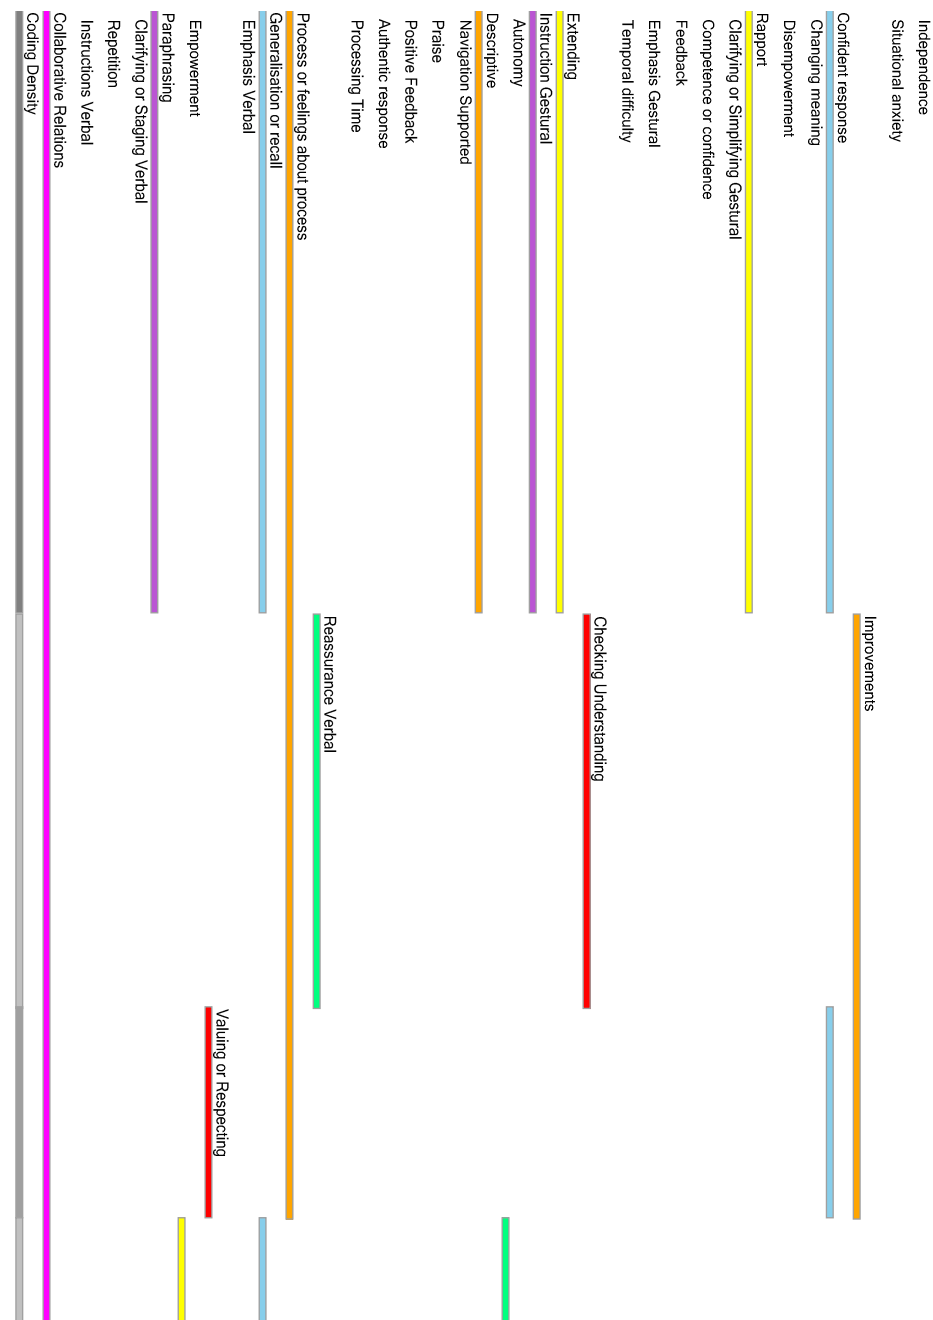 Independence
Situational anxiety
Improvements
Confident response
Changing meaning
Disempowerment
Rapport
Clarifying or Simplifying Gestural
Competence or confidence
Feedback
Emphasis Gestural
Temporal difficulty
Checking Understanding
Extending
Instruction Gestural
Autonomy
Descriptive
Navigation Supported
Praise
Positive Feedback
Authentic response
Processing Time
Reassurance Verbal
Process or feelings about process
Generalisation or recall
Emphasis Verbal
Valuing or Respecting
Empowerment
Paraphrasing
Clarifying or Staging Verbal
Repetition
Instructions Verbal
Collaborative Relations
Coding Density